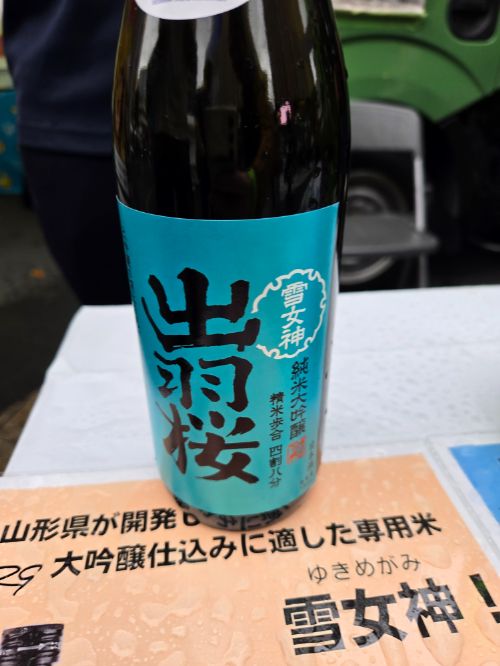 出羽桜
雪女神
純米大吟醸
精米歩合 四割八分
山形県が開発し
大吟醸仕込みに適した専用米
ゆきめがみ
雪女神！